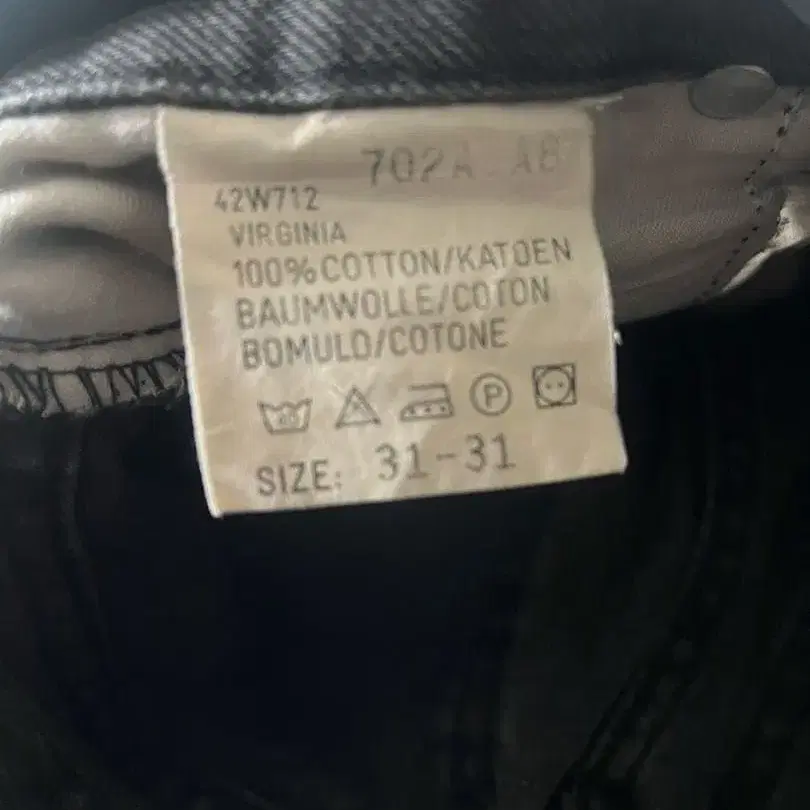 702A AB
42W712
VIRGINIA
100%COTTON/KATOEN
BAUMWOLLE/COTON
BOMULD/COTONE
P
SIZE: 31-31